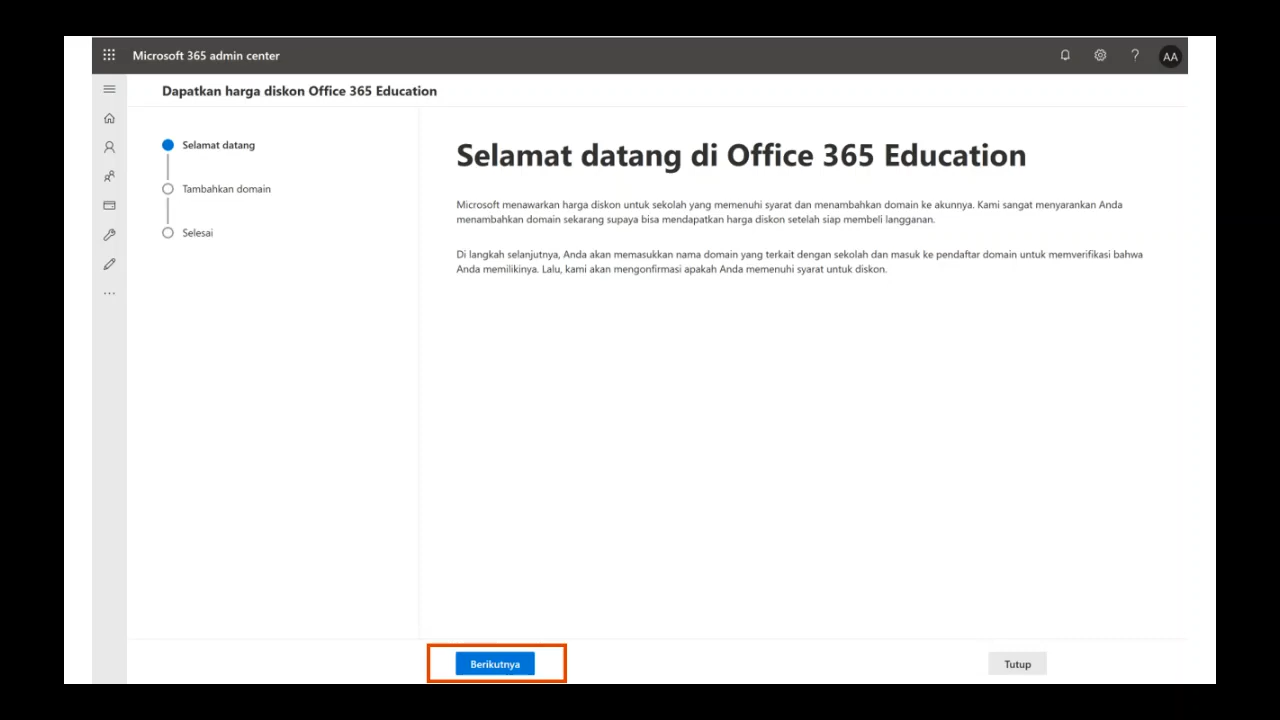 Microsoft 365 admin center
?
AA
Dapatkan harga diskon Office 365 Education
Selamat datang
Tambahkan domain
Selesai
Selamat datang di Office 365 Education
Microsoft menawarkan harga diskon untuk sekolah yang memenuhi syarat dan menambahkan domain ke akunnya. Kami sangat menyarankan Anda
menambahkan domain sekarang supaya bisa mendapatkan harga diskon setelah siap membeli langganan.
Di langkah selanjutnya, Anda akan memasukkan nama domain yang terkait dengan sekolah dan masuk ke pendaftar domain untuk memverifikasi bahwa
Anda memilikinya. Lalu, kami akan mengonfirmasi apakah Anda memenuhi syarat untuk diskon.
Berikutnya
Tutup